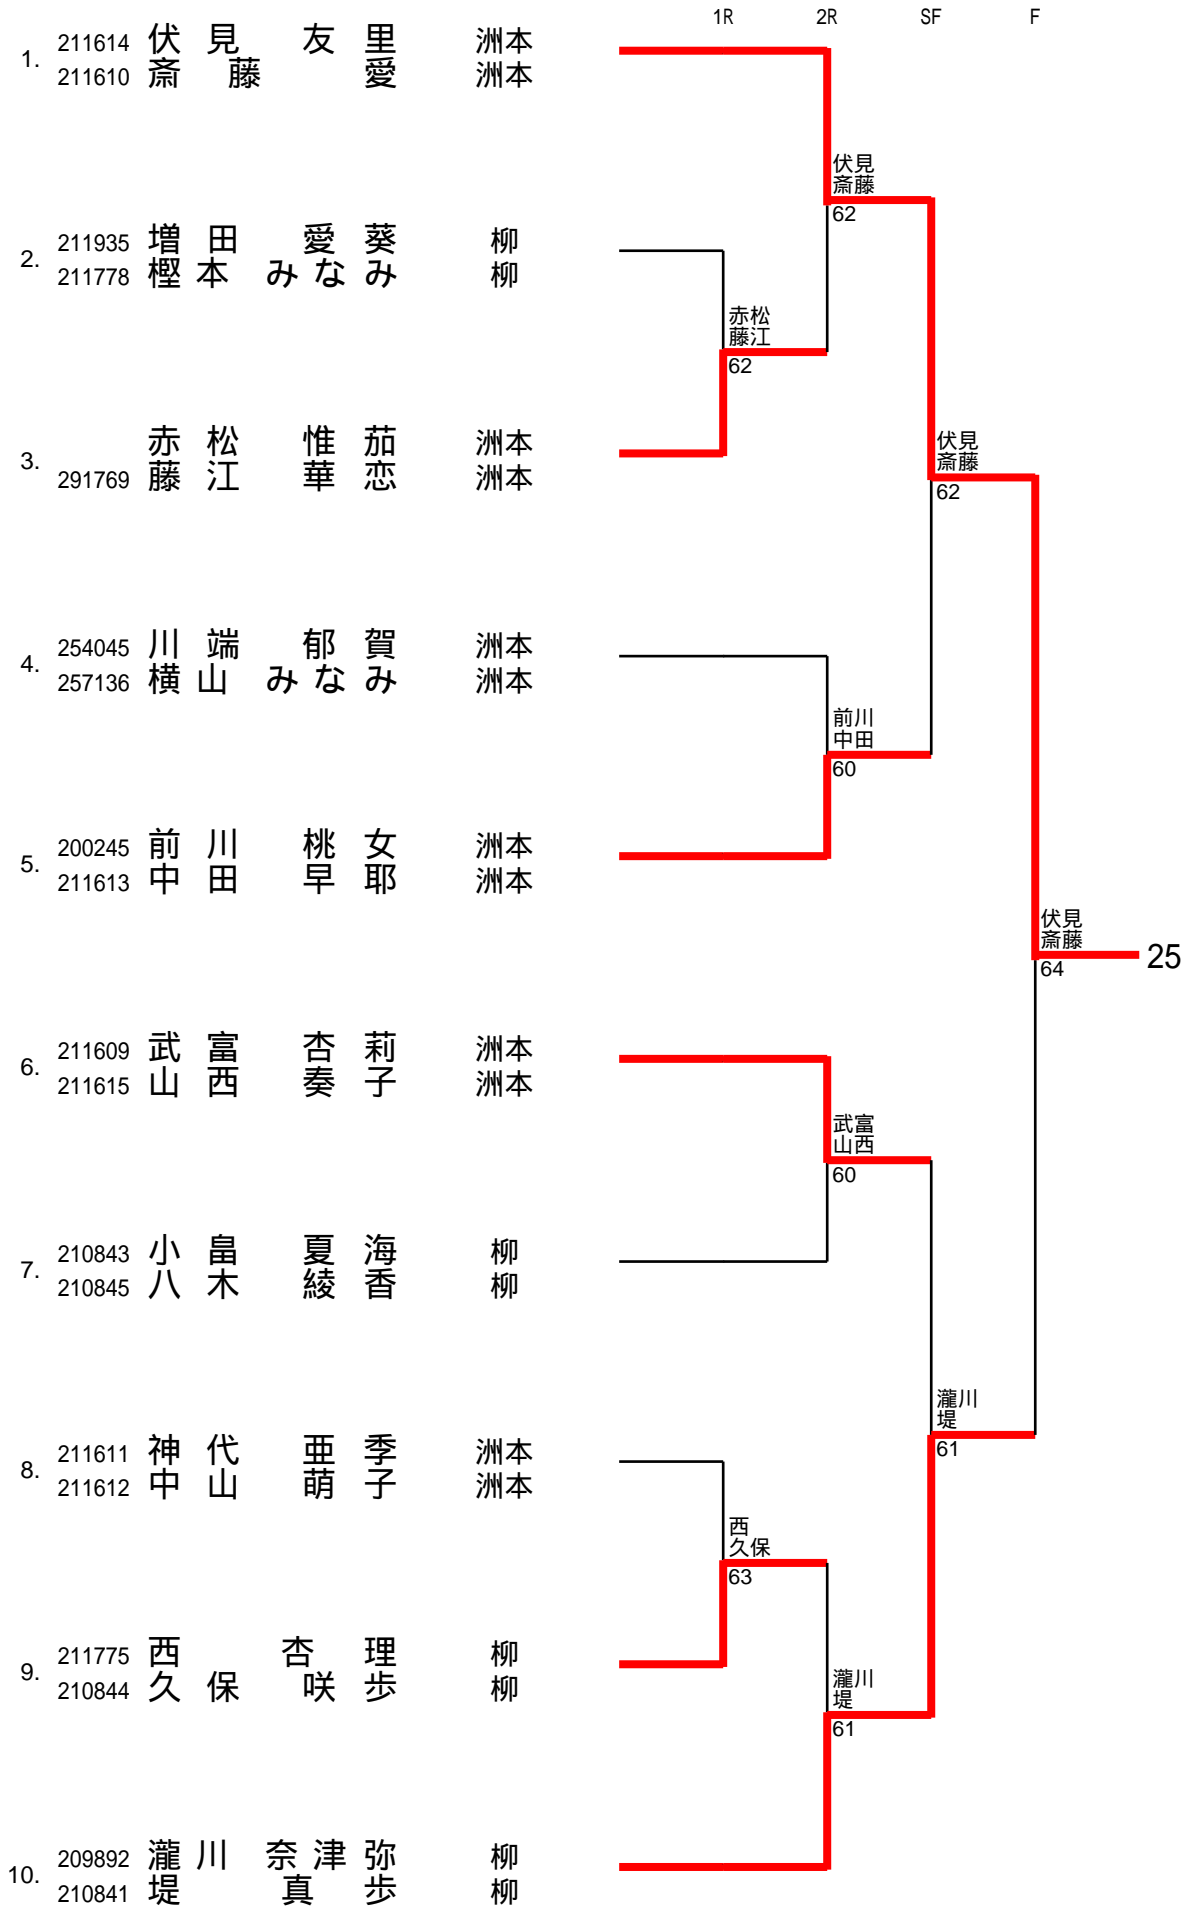 1R 2R SF F
1. 211614 伏見 友里 洲本
211610 斎藤 愛 洲本
伏見
斎藤
62
2. 211935 増田 愛葵 柳
211778 樫本 みなみ 柳
赤松
藤江
62
3. 赤松 惟茄 洲本
291769 藤江 華恋 洲本
伏見
斎藤
62
4. 254045 川端 郁賀 洲本
257136 横山 みなみ 洲本
前川
中田
60
5. 200245 前川 桃女 洲本
211613 中田 早耶 洲本
伏見
斎藤
64
25
6. 211609 武富 杏莉 洲本
211615 山西 奏子 洲本
武富
山西
60
7. 210843 小畠 夏海 柳
210845 八木 綾香 柳
瀧川
堤
61
8. 211611 神代 亜季 洲本
211612 中山 萌子 洲本
西
久保
63
9. 211775 西 杏理 柳
210844 久保 咲歩 柳
瀧川
堤
61
10. 209892 瀧川 奈津弥 柳
210841 堤 真歩 柳